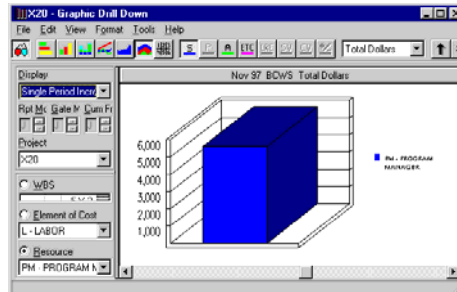 X20 - Graphic Drill Down
File Edit View Format Tools Help
S A ETC Total Dollars
Display
Single Period Incre
Rpt Mc Gate M Cum Fr
Project
X20
WBS
Element of Cost
L - LABOR
Resource
PM - PROGRAM M
Nov 97 BCWS Total Dollars
6,000
5,000
4,000
3,000
2,000
1,000
PM - PROGRAM
MANAGER